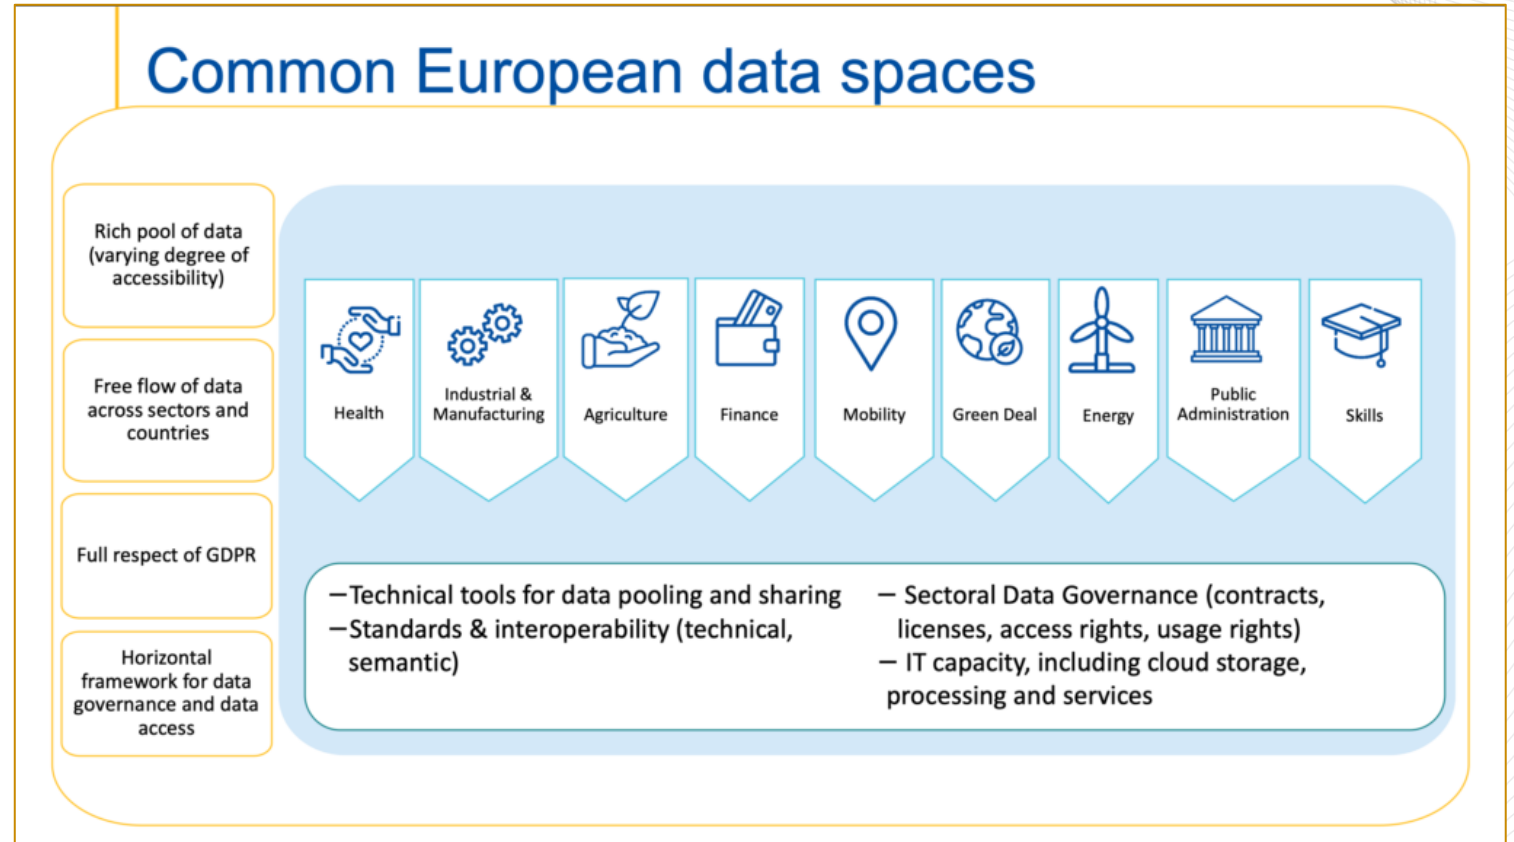 Common European data spaces
Rich pool of data
(varying degree of
accessibility)
Free flow of data
across sectors and
countries
Full respect of GDPR
Horizontal
framework for data
governance and data
access
Health
Industrial &
Manufacturing
Agriculture
Finance
Mobility
Green Deal
Energy
Public
Administration
Skills
—Technical tools for data pooling and sharing
—Standards & interoperability (technical,
semantic)
— Sectoral Data Governance (contracts,
licenses, access rights, usage rights)
— IT capacity, including cloud storage,
processing and services